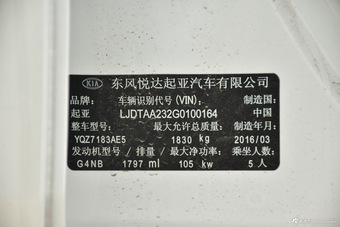 KIA 东风悦达起亚汽车有限公司
品牌: 车辆识别代号(VIN): 制造国:
起亚 LJDTAA232G0100164 中国
整车型号: 最大允许总质量: 制造年月:
YQZ7183AE5 1830 kg 2016/03
发动机型号 / 排量 / 最大净功率: 乘坐人数:
G4NB 1797 ml 105 kw 5 人